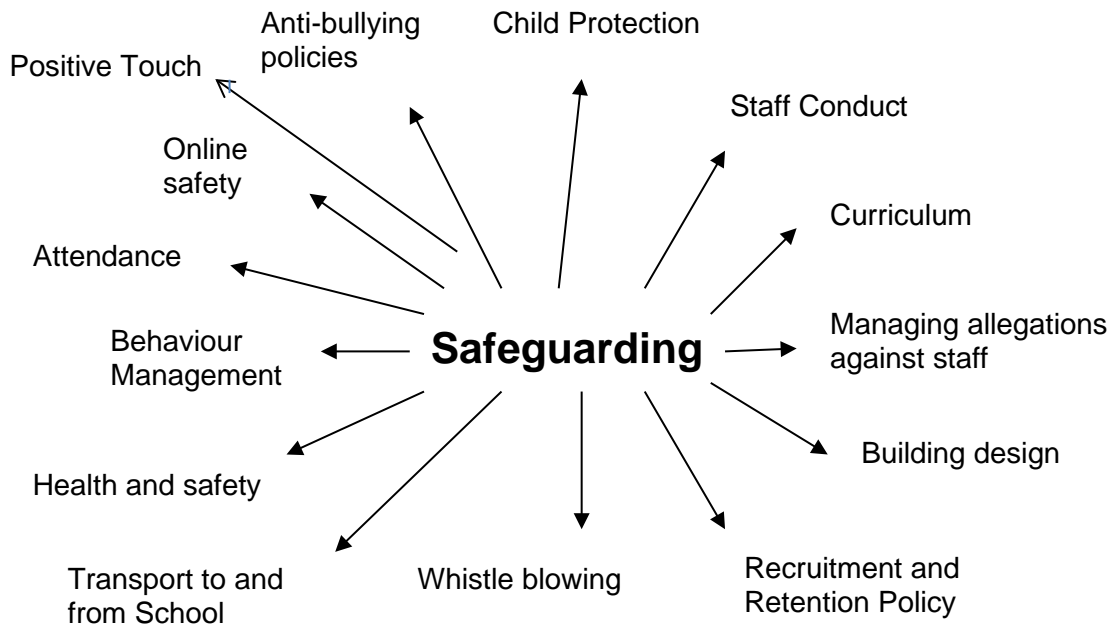 Anti-bullying
policies
Child Protection
Positive Touch
Staff Conduct
Online
safety
Curriculum
Attendance
Behaviour
Management
Safeguarding
Managing allegations
against staff
Building design
Health and safety
Transport to and
from School
Whistle blowing
Recruitment and
Retention Policy